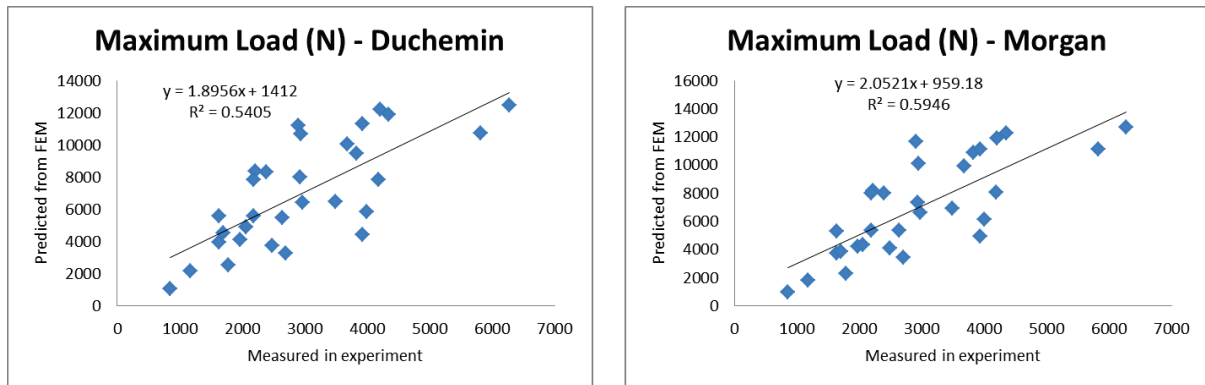 Maximum Load (N) - Duchemin
y = 1.8956x + 1412
R² = 0.5405
Predicted from FEM
14000
12000
10000
8000
6000
4000
2000
0
0 1000 2000 3000 4000 5000 6000 7000
Measured in experiment
Maximum Load (N) - Morgan
y = 2.0521x + 959.18
R² = 0.5946
Predicted from FEM
16000
14000
12000
10000
8000
6000
4000
2000
0
0 1000 2000 3000 4000 5000 6000 7000
Measured in experiment